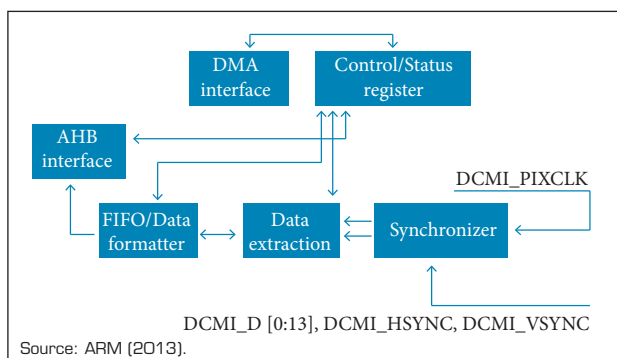 DMA
interface
Control/Status
register
AHB
interface
DCMI_PIXCLK
FIFO/Data
formatter
Data
extraction
Synchronizer
DCMI_D [0:13], DCMI_HSYNC, DCMI_VSYNC
Source: ARM (2013).